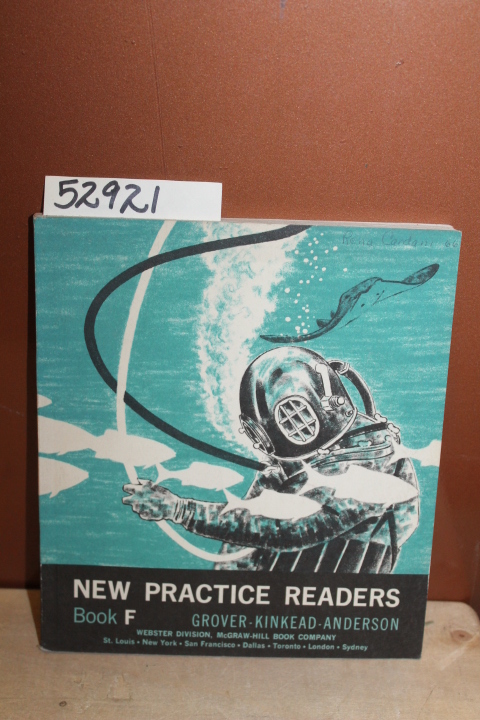 52921
NEW PRACTICE READERS
Book F GROVER-KINKEAD-ANDERSON
WEBSTER DIVISION, McGRAW-HILL BOOK COMPANY
St. Louis • New York • San Francisco • Dallas • Toronto • London • Sydney